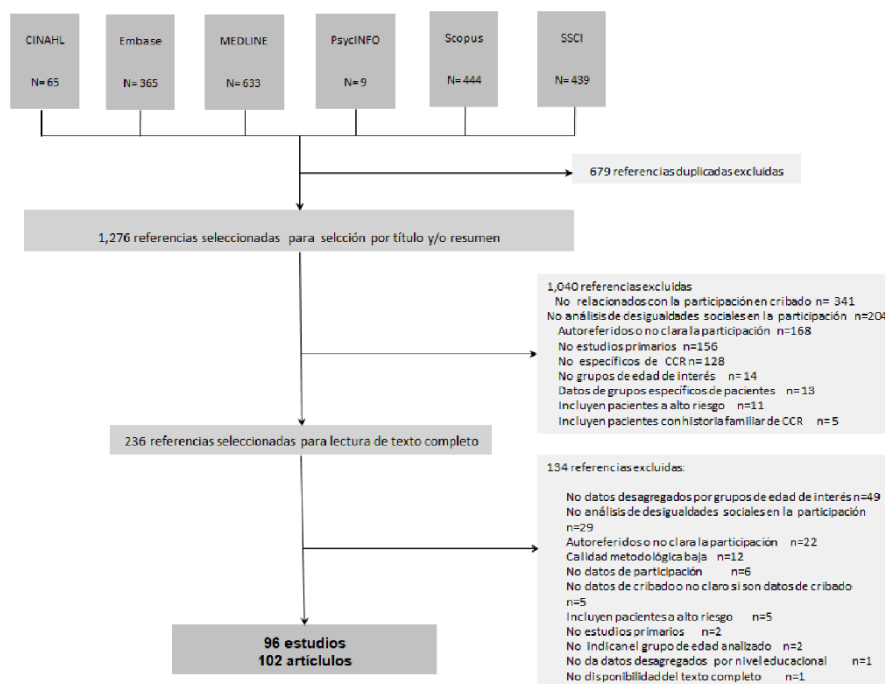 CINAHL
N= 65
Embase
N= 365
MEDLINE
N= 633
PsycINFO
N= 9
Scopus
N= 444
SSCI
N= 439
679 referencias duplicadas excluidas
1,276 referencias seleccionadas para selcción por título y/o resumen
1,040 referencias excluidas
No relacionados con la participación en cribado n= 341
No análisis de desigualdades sociales en la participación n=204
Autoreferidos o no clara la participación n=168
No estudios primarios n=156
No específicos de CCR n= 128
No grupos de edad de interés n= 14
Datos de grupos específicos de pacientes n= 13
Incluyen pacientes a alto riesgo n=11
Incluyen pacientes con historia familiar de CCR n= 5
236 referencias seleccionadas para lectura de texto completo
134 referencias excluidas:
No datos desagregados por grupos de edad de interés n=49
No análisis de desigualdades sociales en la participación
n=29
Autoreferidos o no clara la participación n=22
Calidad metodológica baja n=12
No datos de participación n=6
No datos de cribado o no claro si son datos de cribado
n=5
Incluyen pacientes a alto riesgo n=5
No estudios primarios n=2
No indican el grupo de edad analizado n=2
No da datos desagregados por nivel educacional n=1
No disponibilidad del texto completo n=1
96 estudios
102 artíclulos